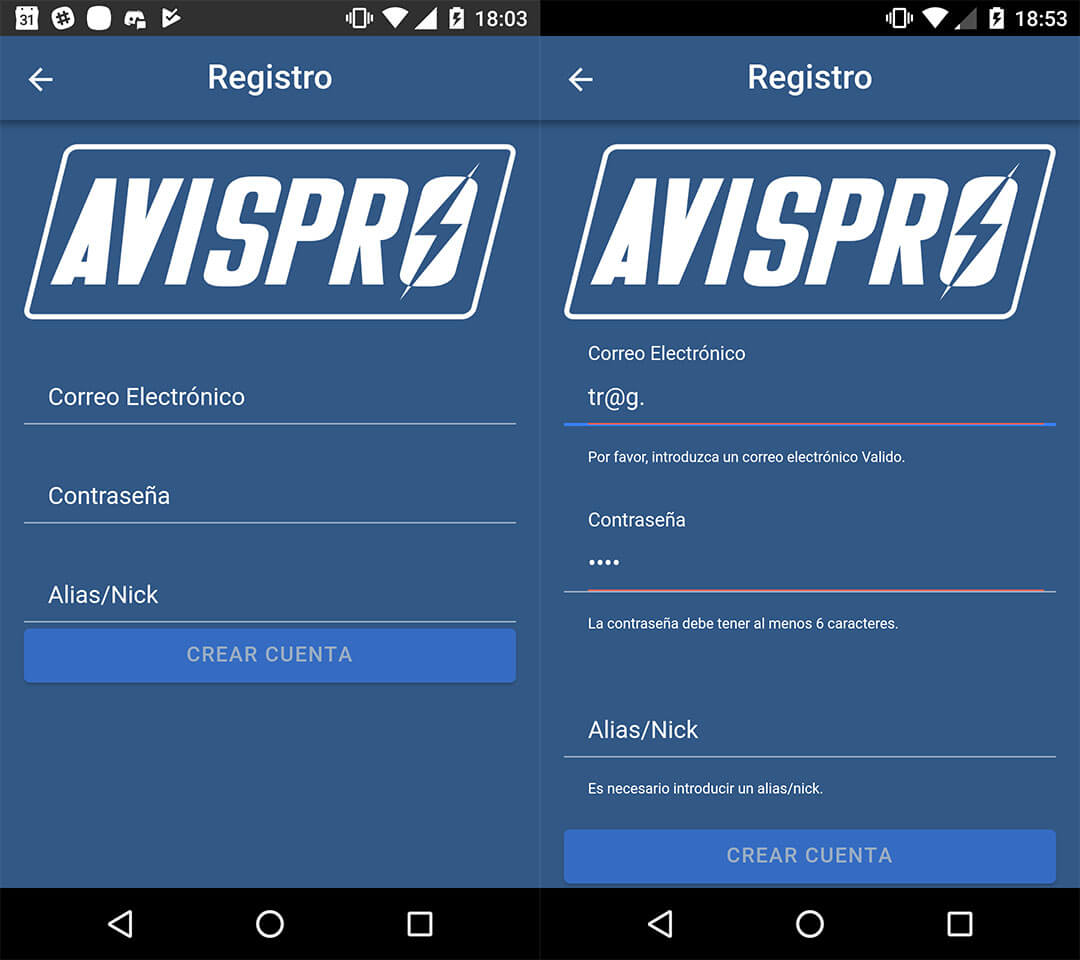 31
18:03
Registro
AVISPRO
Correo Electrónico
Contraseña
Alias/Nick
CREAR CUENTA
18:53
Registro
AVISPRO
Correo Electrónico
tr@g.
Por favor, introduzca un correo electrónico Valido.
Contraseña
••••
La contraseña debe tener al menos 6 caracteres.
Alias/Nick
Es necesario introducir un alias/nick.
CREAR CUENTA